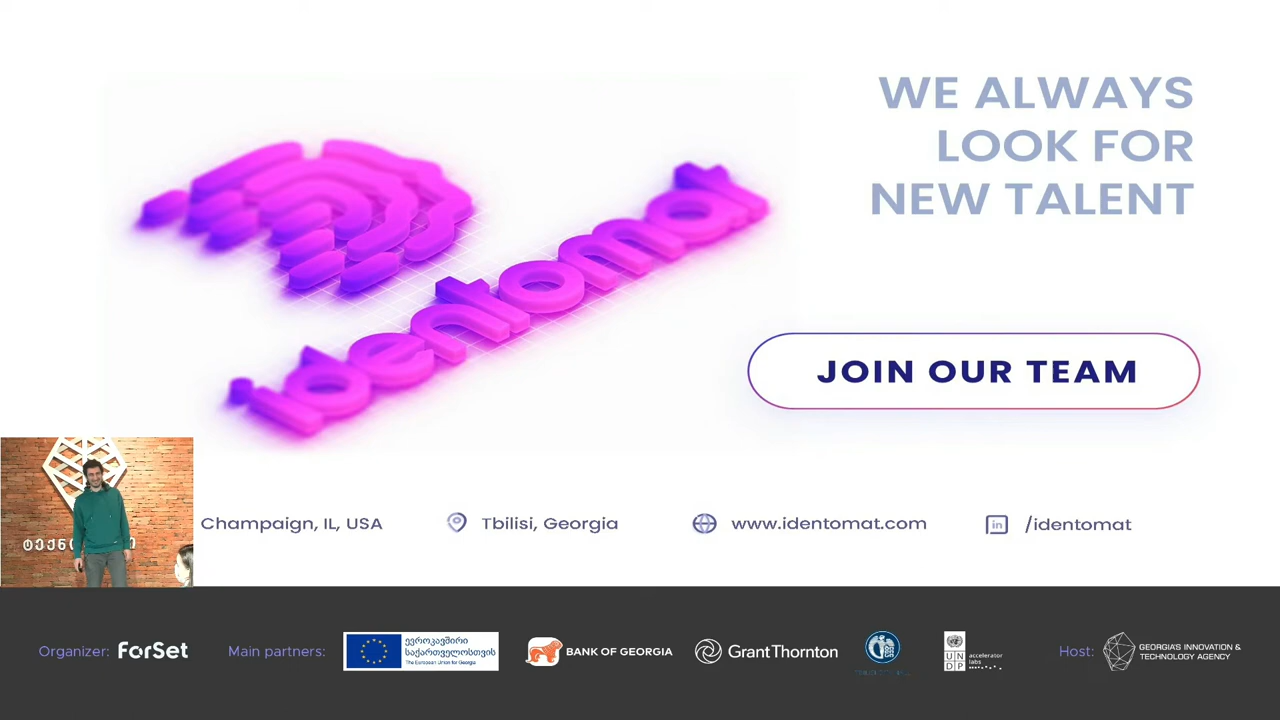 WE ALWAYS
LOOK FOR
NEW TALENT
identomat
JOIN OUR TEAM
Champaign, IL, USA
Tbilisi, Georgia
www.identomat.com
in /identomat
Organizer: ForSet
Main partners:
ევროკავშირი
საქართველოსთვის
The European Union for Georgia
BANK OF GEORGIA
GrantThornton
UN
DP
accelerator
labs
Host:
GEORGIA'S INNOVATION &
TECHNOLOGY AGENCY